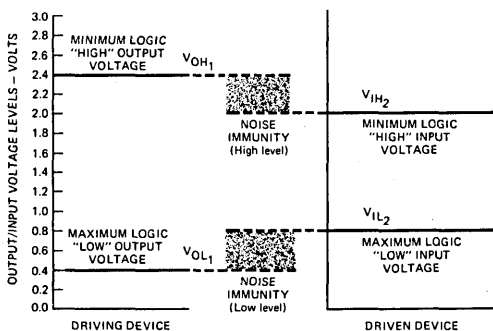 OUTPUT/INPUT VOLTAGE LEVELS – VOLTS
3.0
2.8
2.6
2.4
2.2
2.0
1.8
1.6
1.4
1.2
1.0
0.8
0.6
0.4
0.2
0.0
MINIMUM LOGIC
"HIGH" OUTPUT
VOLTAGE
VOH1
NOISE
IMMUNITY
(High level)
VIH2
MINIMUM LOGIC
"HIGH" INPUT
VOLTAGE
MAXIMUM LOGIC
"LOW" OUTPUT
VOLTAGE
VOL1
NOISE
IMMUNITY
(Low level)
VIL2
MAXIMUM LOGIC
"LOW" INPUT
VOLTAGE
DRIVING DEVICE
DRIVEN DEVICE